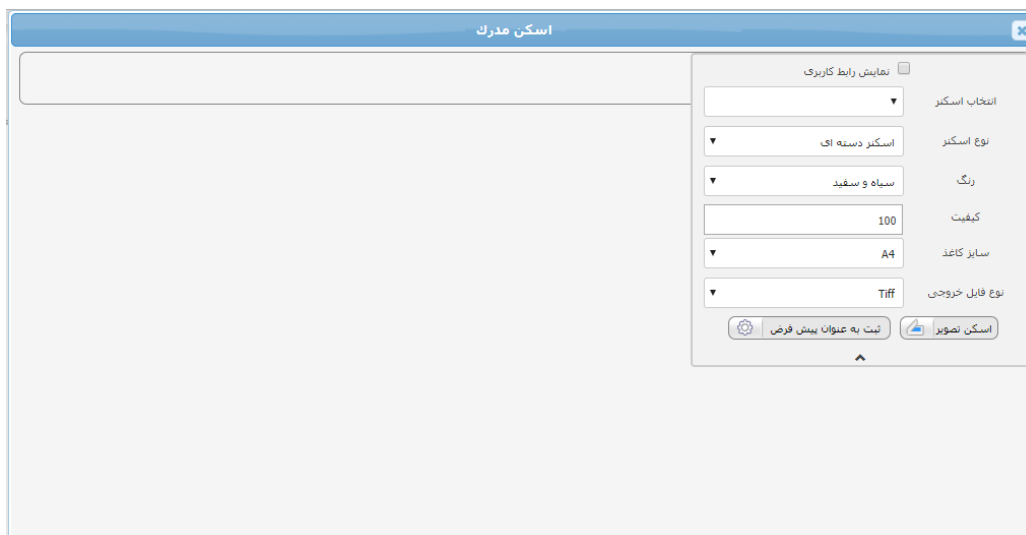 اسکن مدرك
نمایش رابط کاربری
انتخاب اسکنر
نوع اسکنر اسکنر دسته ای
رنگ سیاه و سفید
کیفیت 100
سایز کاغذ A4
نوع فایل خروجی Tiff
اسکن تصویر ثبت به عنوان پیش فرض